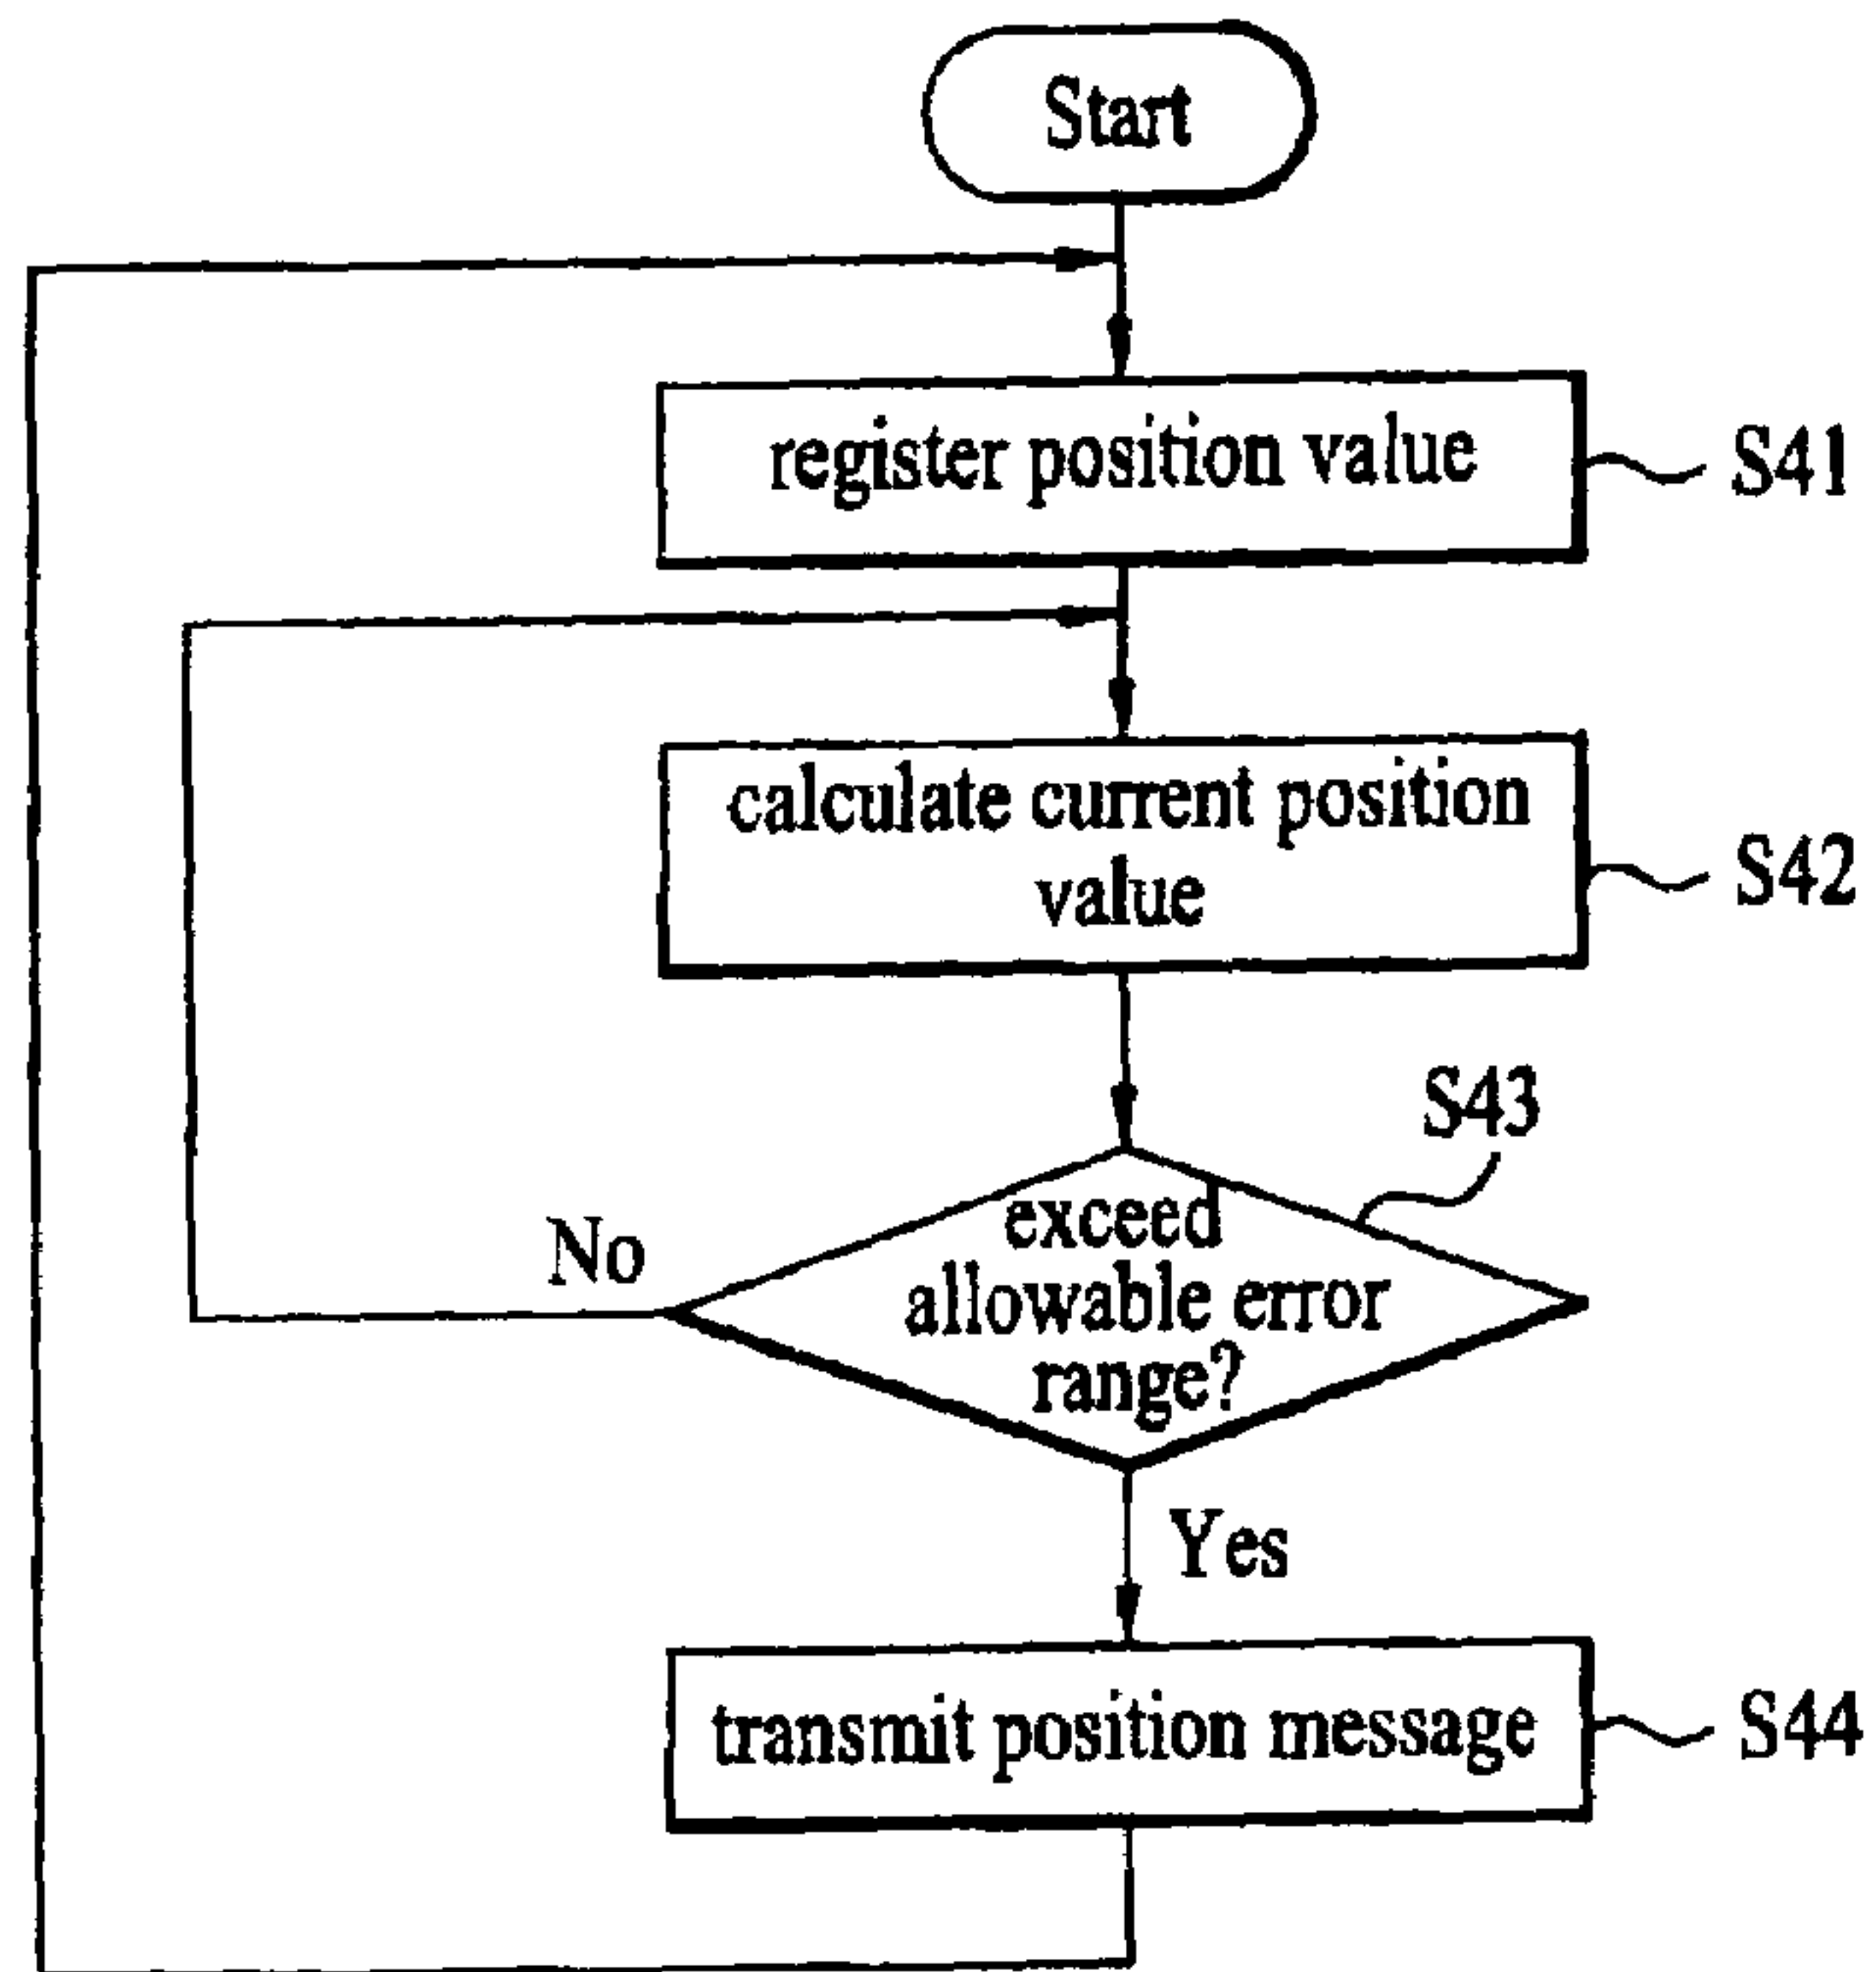 Start
register position value
S41
calculate current position
value
S42
S43
exceed
allowable error
range?
No
Yes
transmit position message
S44